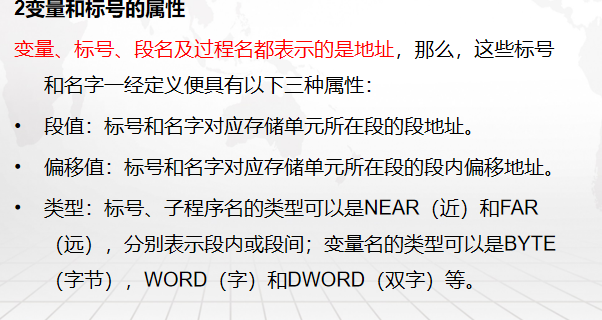 2变量和标号的属性
变量、标号、段名及过程名都表示的是地址，那么，这些标号
和名字一经定义便具有以下三种属性：
• 段值：标号和名字对应存储单元所在段的段地址。
• 偏移值：标号和名字对应存储单元所在段的段内偏移地址。
• 类型：标号、子程序名的类型可以是NEAR（近）和FAR
（远），分别表示段内或段间；变量名的类型可以是BYTE
（字节），WORD（字）和DWORD（双字）等。